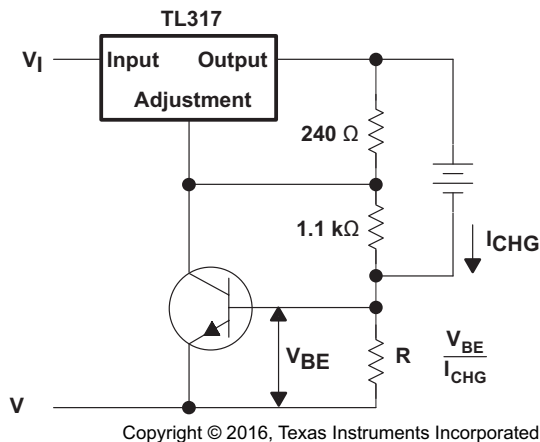 TL317
VI
Input
Output
Adjustment
240 Ω
1.1 kΩ
ICHG
VBE
R
VBE
ICHG
V
Copyright © 2016, Texas Instruments Incorporated